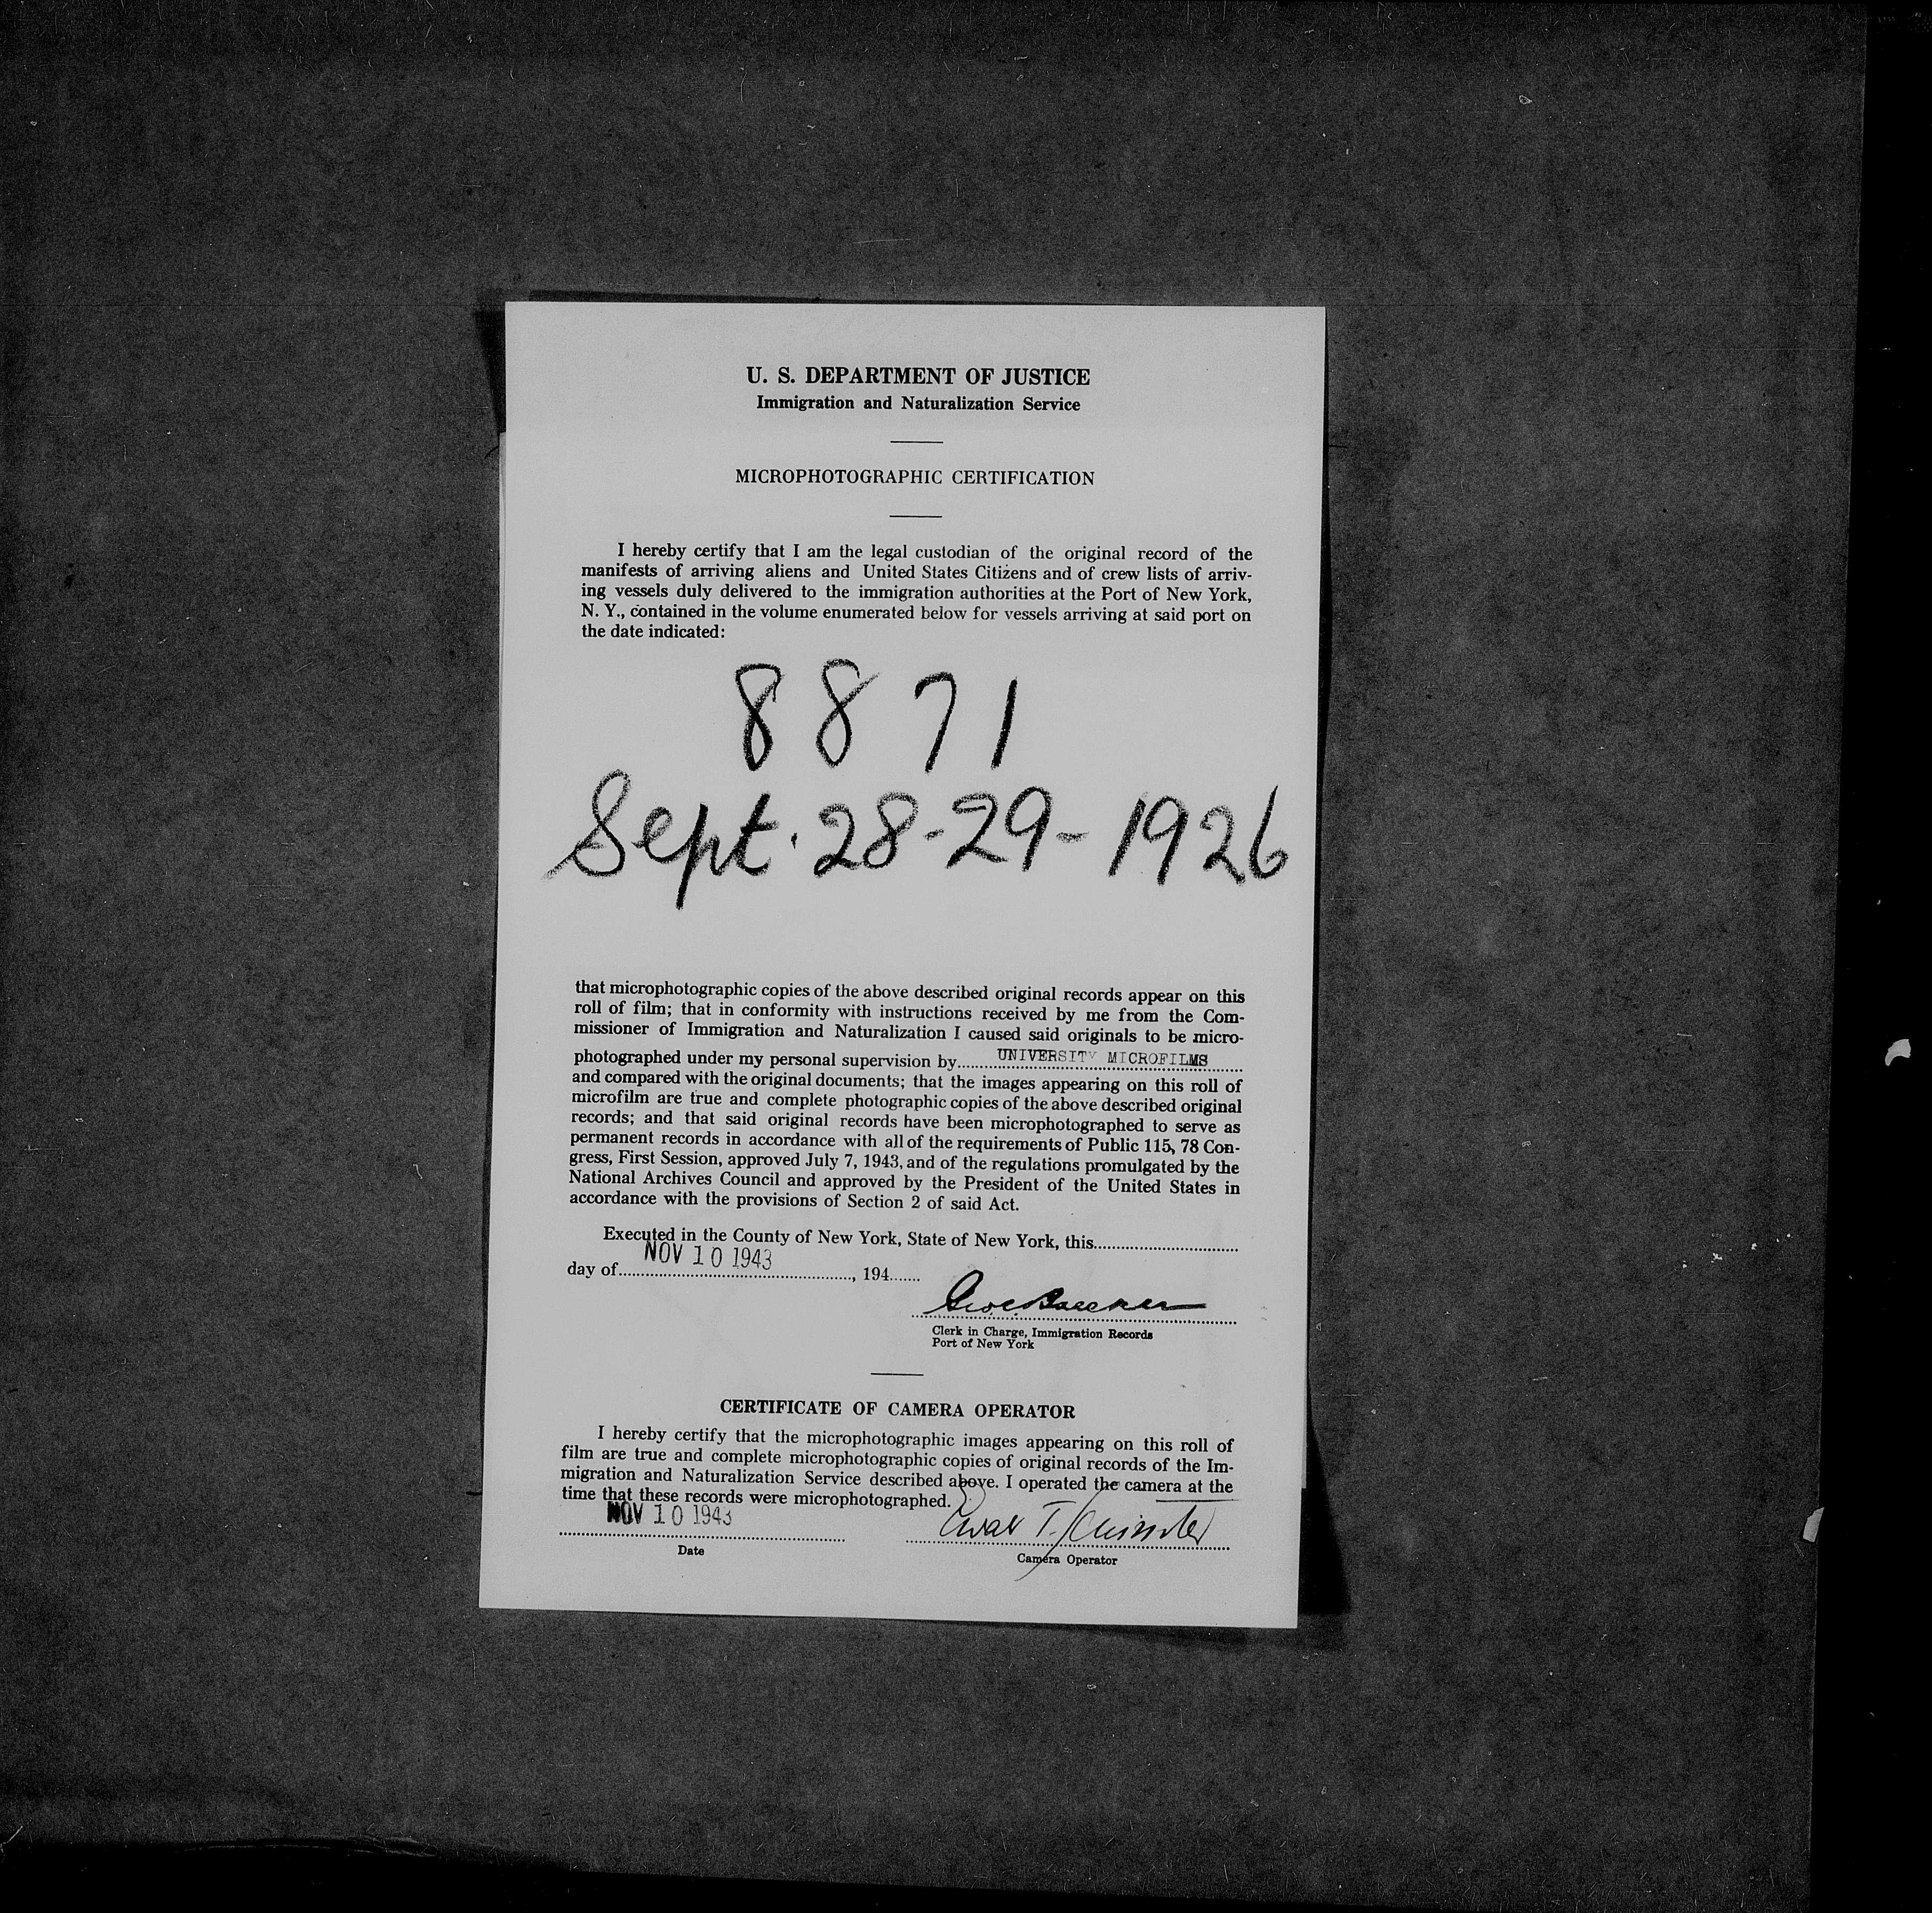 U. S. DEPARTMENT OF JUSTICE
Immigration and Naturalization Service
MICROPHOTOGRAPHIC CERTIFICATION
I hereby certify that I am the legal custodian of the original record of the
manifests of arriving aliens and United States Citizens and of crew lists of arriv-
ing vessels duly delivered to the immigration authorities at the Port of New York,
N. Y., contained in the volume enumerated below for vessels arriving at said port on
the date indicated:
8871
Sept. 28-29-1926
that microphotographic copies of the above described original records appear on this
roll of film; that in conformity with instructions received by me from the Com-
missioner of Immigration and Naturalization I caused said originals to be micro-
photographed under my personal supervision by UNIVERSITY MICROFILMS
and compared with the original documents; that the images appearing on this roll of
microfilm are true and complete photographic copies of the above described original
records; and that said original records have been microphotographed to serve as
permanent records in accordance with all of the requirements of Public 115, 78 Con-
gress, First Session, approved July 7, 1943, and of the regulations promulgated by the
National Archives Council and approved by the President of the United States in
accordance with the provisions of Section 2 of said Act.
Executed in the County of New York, State of New York, this
NOV 10 1943
day of , 194
Clerk in Charge, Immigration Records
Port of New York
CERTIFICATE OF CAMERA OPERATOR
I hereby certify that the microphotographic images appearing on this roll of
film are true and complete microphotographic copies of original records of the Im-
migration and Naturalization Service described above. I operated the camera at the
time that these records were microphotographed.
NOV 10 1943
Date
Camera Operator